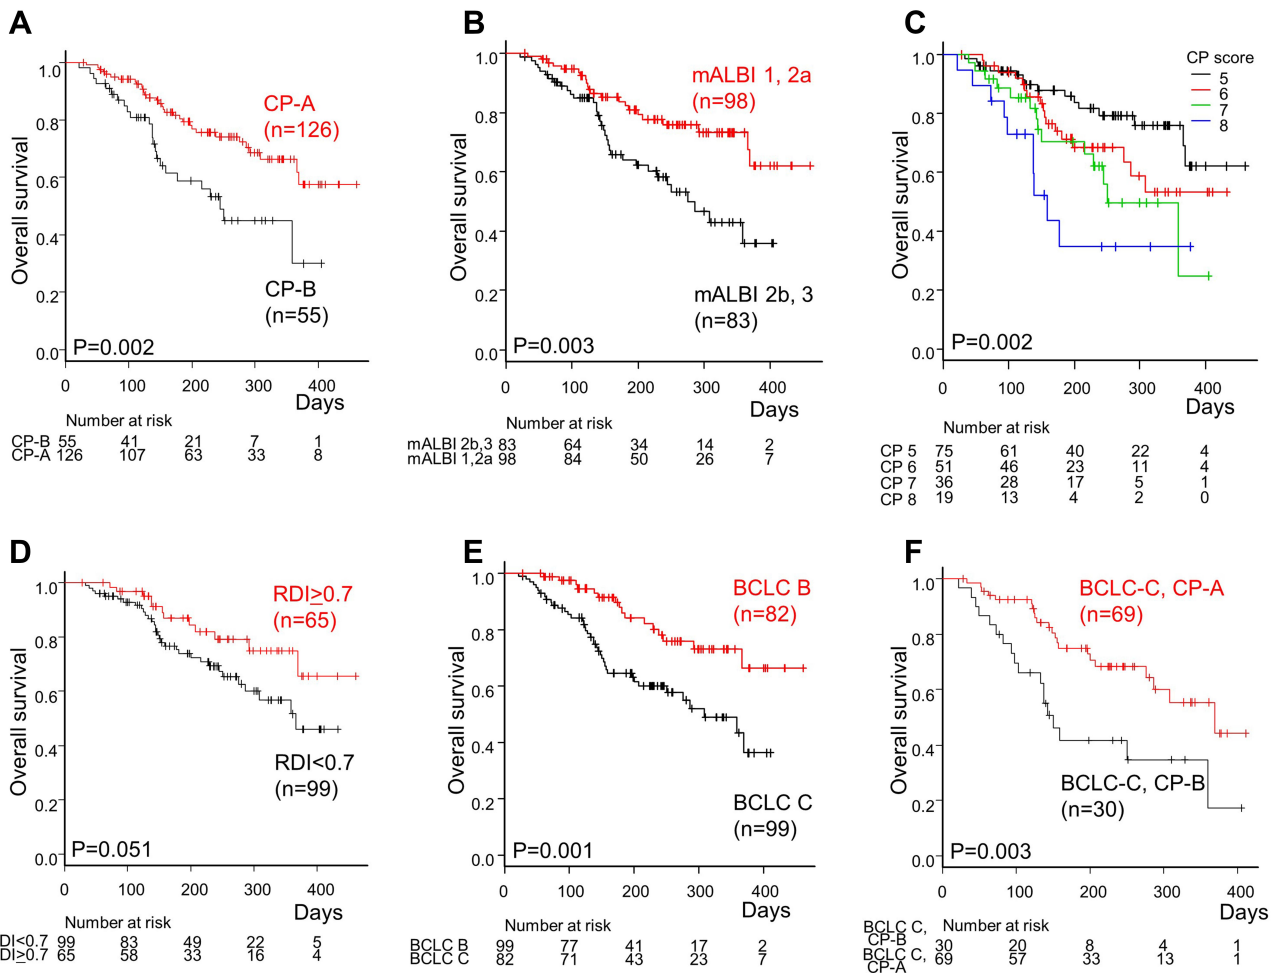 A
Overall survival
1.0
0.8
0.6
0.4
0.2
0.0
CP-A
(n=126)
CP-B
(n=55)
P=0.002
0 100 200 300 400
Days
Number at risk
CP-B 55 41 21 7 1
CP-A 126 107 63 33 8
B
Overall survival
1.0
0.8
0.6
0.4
0.2
0.0
mALBI 1, 2a
(n=98)
mALBI 2b, 3
(n=83)
P=0.003
0 100 200 300 400
Days
Number at risk
mALBI 2b,3 83 64 34 14 2
mALBI 1,2a 98 84 50 26 7
C
Overall survival
1.0
0.8
0.6
0.4
0.2
0.0
CP score
5
6
7
8
P=0.002
0 100 200 300 400
Days
Number at risk
CP 5 75 61 40 22 4
CP 6 51 46 23 11 4
CP 7 36 28 17 5 1
CP 8 19 13 4 2 0
D
Overall survival
1.0
0.8
0.6
0.4
0.2
0.0
RDI≥0.7
(n=65)
RDI<0.7
(n=99)
P=0.051
0 100 200 300 400
Days
Number at risk
DI<0.7 99 83 49 22 5
DI≥0.7 65 58 33 16 4
E
Overall survival
1.0
0.8
0.6
0.4
0.2
0.0
BCLC B
(n=82)
BCLC C
(n=99)
P=0.001
0 100 200 300 400
Days
Number at risk
BCLC B 99 77 41 17 2
BCLC C 82 71 43 23 7
F
Overall survival
1.0
0.8
0.6
0.4
0.2
0.0
BCLC-C, CP-A
(n=69)
BCLC-C, CP-B
(n=30)
P=0.003
0 100 200 300 400
Days
Number at risk
BCLC C,
CP-B 30 20 8 4 1
BCLC C,
CP-A 69 57 33 13 1